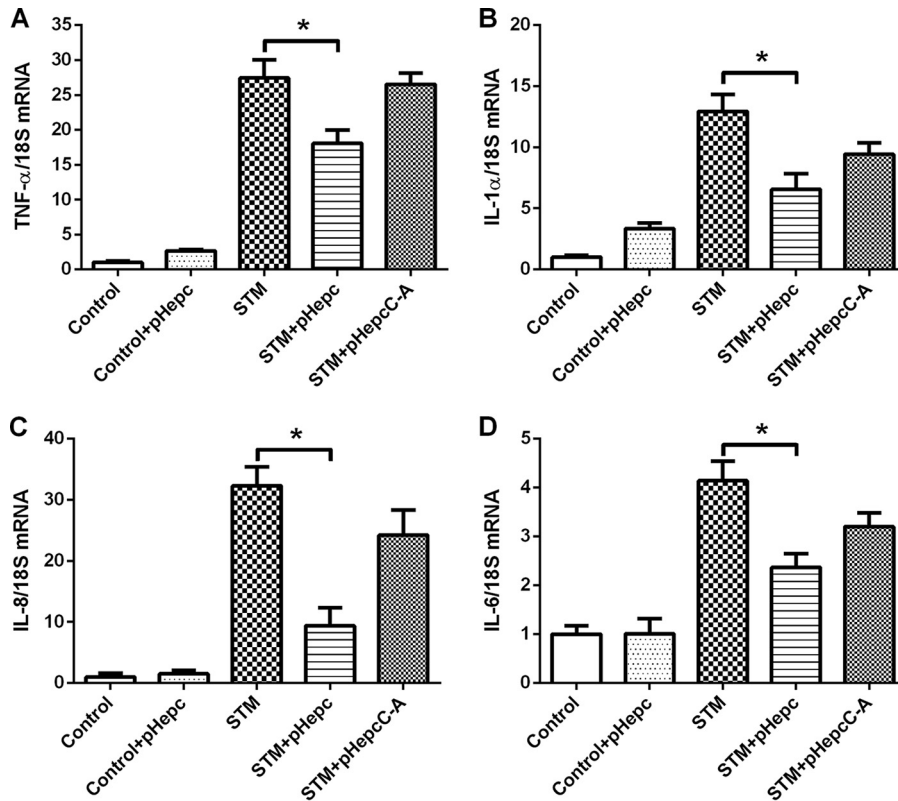 A
TNF-α/18S mRNA
35
30
25
20
15
10
5
0
*
Control
Control+pHepc
STM
STM+pHepc
STM+pHepcC-A
B
IL-1α/18S mRNA
20
15
10
5
0
*
Control
Control+pHepc
STM
STM+pHepc
STM+pHepcC-A
C
IL-8/18S mRNA
40
30
20
10
0
*
Control
Control+pHepc
STM
STM+pHepc
STM+pHepcC-A
D
IL-6/18S mRNA
5
4
3
2
1
0
*
Control
Control+pHepc
STM
STM+pHepc
STM+pHepcC-A